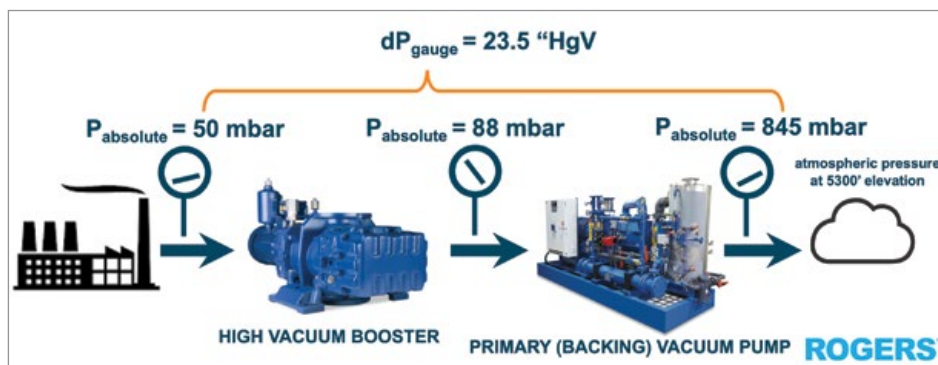 dPgauge = 23.5 “HgV
Pabsolute = 50 mbar
Pabsolute = 88 mbar
Pabsolute = 845 mbar
atmospheric pressure
at 5300' elevation
HIGH VACUUM BOOSTER
PRIMARY (BACKING) VACUUM PUMP
ROGERS